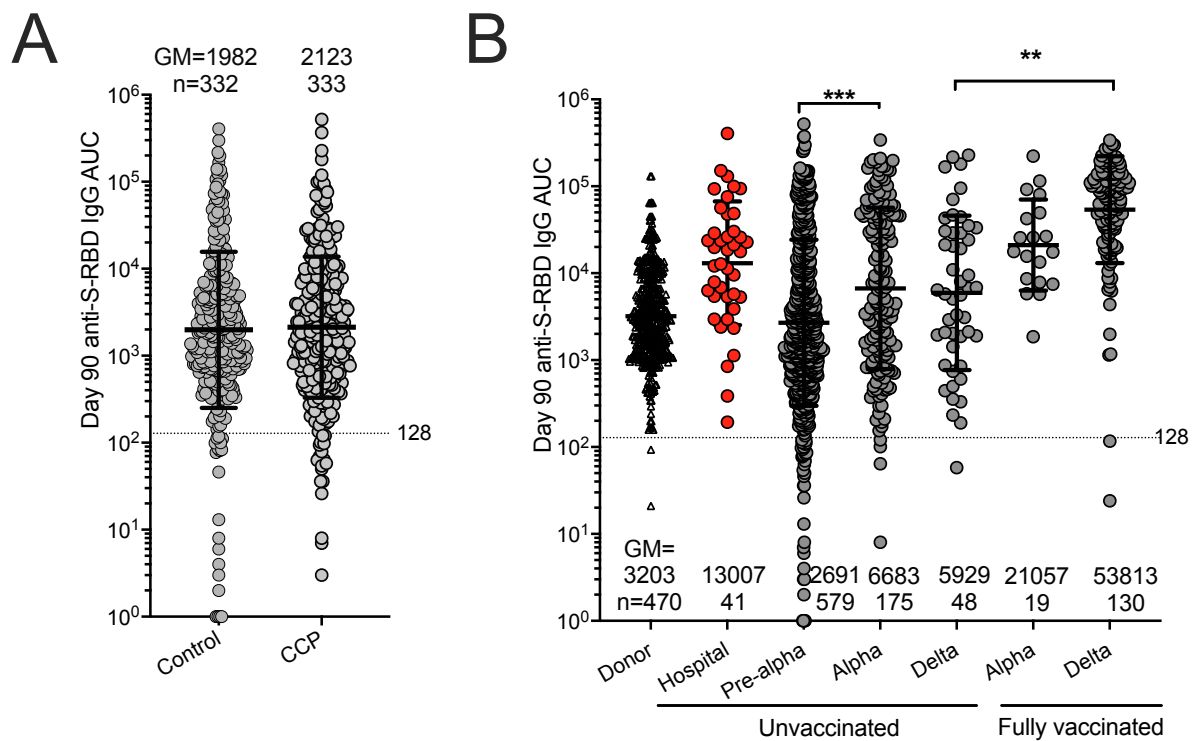 A
GM=1982 2123
n=332 333
Day 90 anti-S-RBD IgG AUC
10⁶
10⁵
10⁴
10³
10²
10¹
10⁰
128
Control CCP
B
*** **
Day 90 anti-S-RBD IgG AUC
10⁶
10⁵
10⁴
10³
10²
10¹
10⁰
128
GM=
3203 13007 2691 6683 5929 21057 53813
n=470 41 579 175 48 19 130
Donor Hospital Pre-alpha Alpha Delta Alpha Delta
Unvaccinated Fully vaccinated